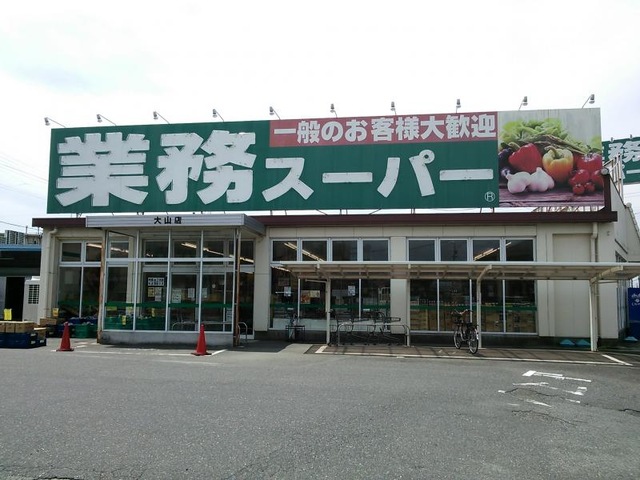 一般のお客様大歓迎
業務スーパー
®
大山店
業務